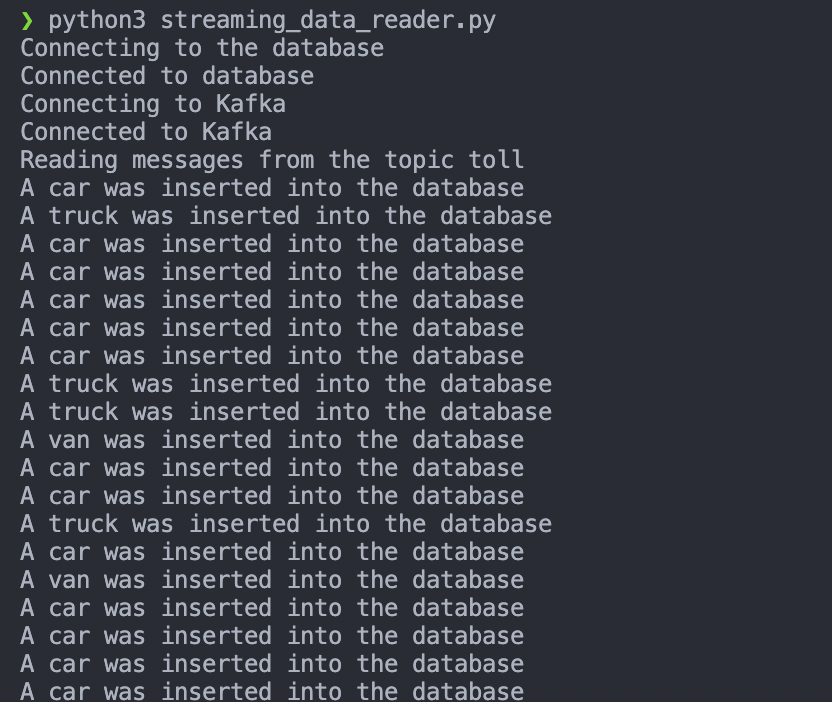 ❯ python3 streaming_data_reader.py
Connecting to the database
Connected to database
Connecting to Kafka
Connected to Kafka
Reading messages from the topic toll
A car was inserted into the database
A truck was inserted into the database
A car was inserted into the database
A car was inserted into the database
A car was inserted into the database
A car was inserted into the database
A car was inserted into the database
A truck was inserted into the database
A truck was inserted into the database
A van was inserted into the database
A car was inserted into the database
A car was inserted into the database
A truck was inserted into the database
A car was inserted into the database
A van was inserted into the database
A car was inserted into the database
A car was inserted into the database
A car was inserted into the database
A car was inserted into the database